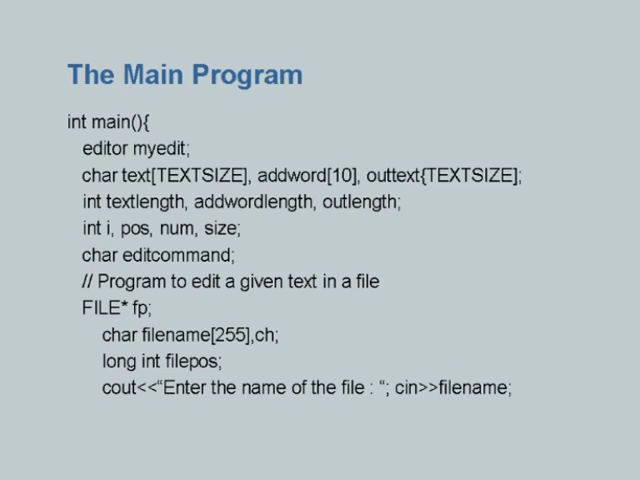 The Main Program
int main(){
editor myedit;
char text[TEXTSIZE], addword[10], outtext{TEXTSIZE];
int textlength, addwordlength, outlength;
int i, pos, num, size;
char editcommand;
// Program to edit a given text in a file
FILE* fp;
char filename[255],ch;
long int filepos;
cout<<“Enter the name of the file : “; cin>>filename;